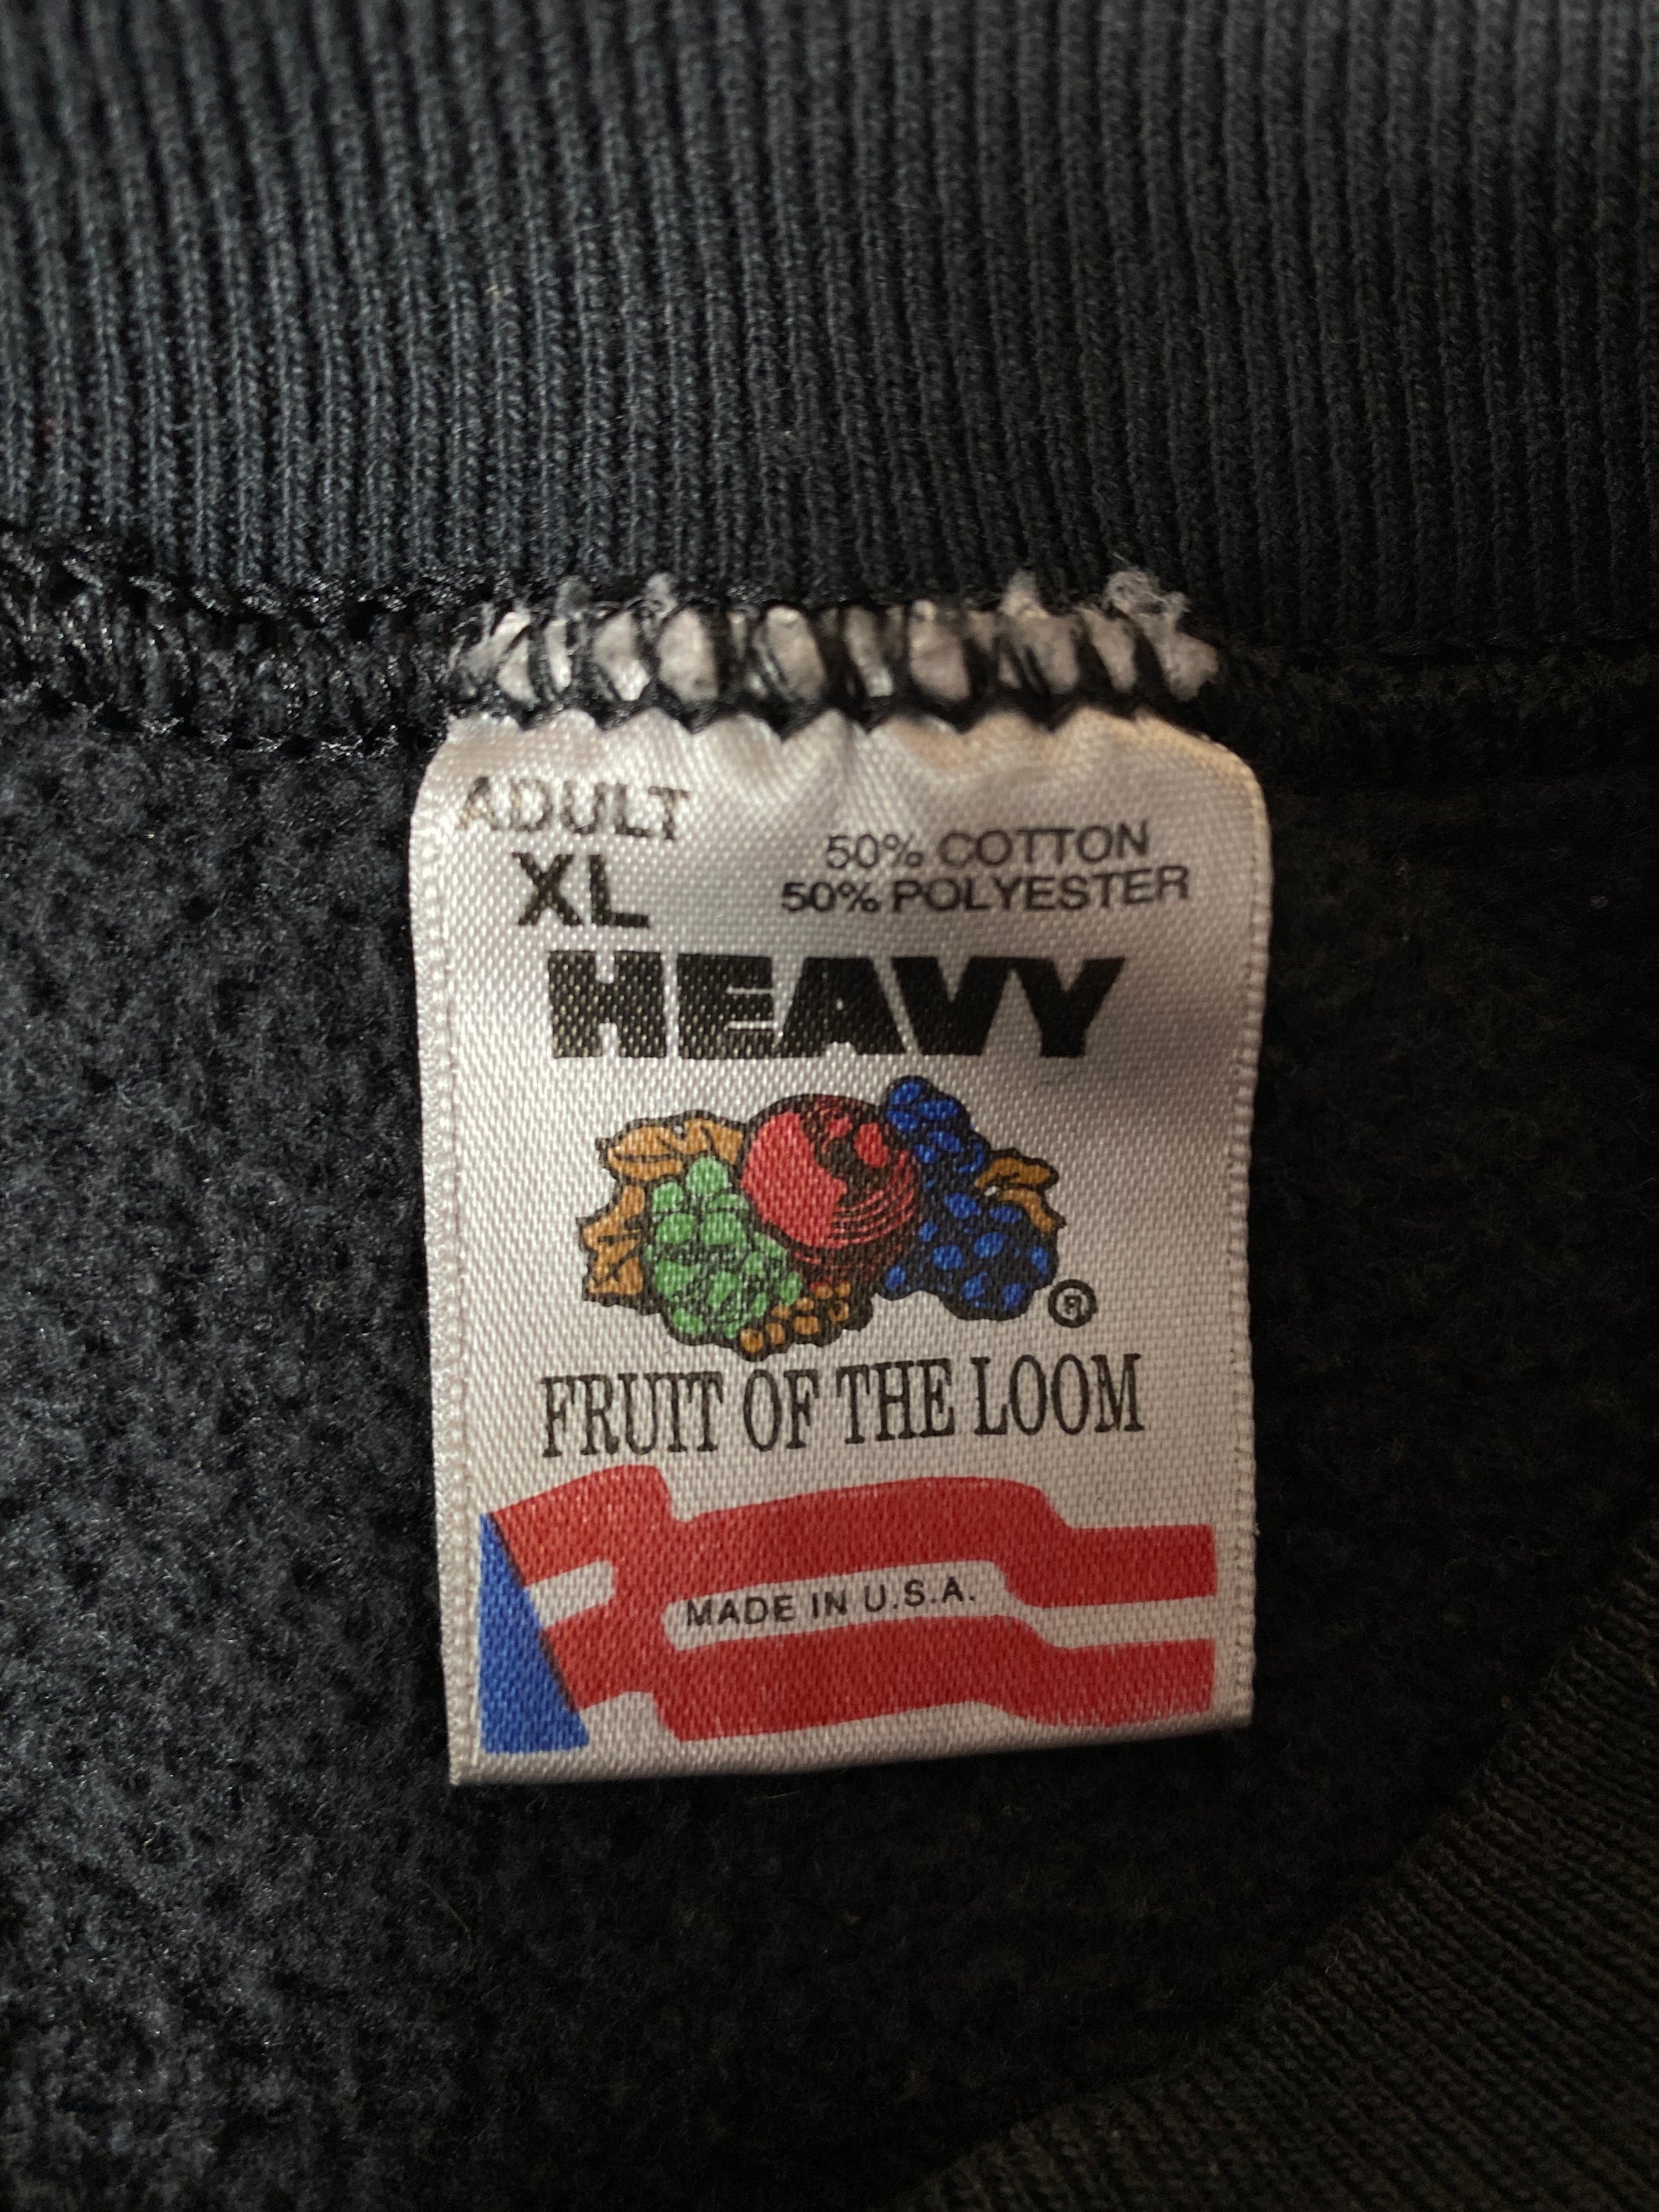 ADULT
XL
50% COTTON
50% POLYESTER
HEAVY
®
FRUIT OF THE LOOM
MADE IN U.S.A.